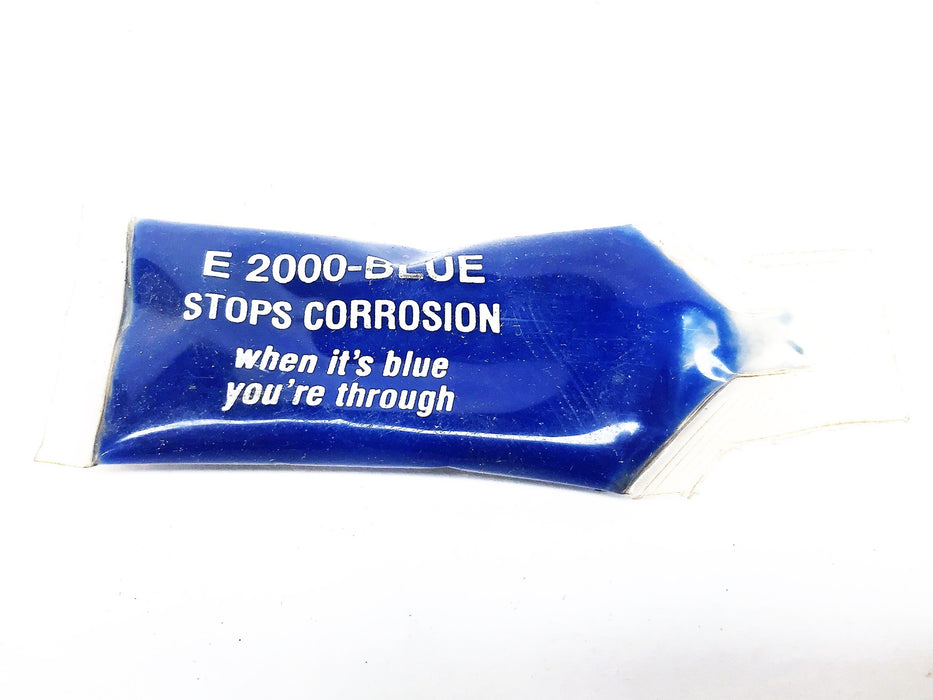 E 2000-BLUE
STOPS CORROSION
when it's blue
you're through